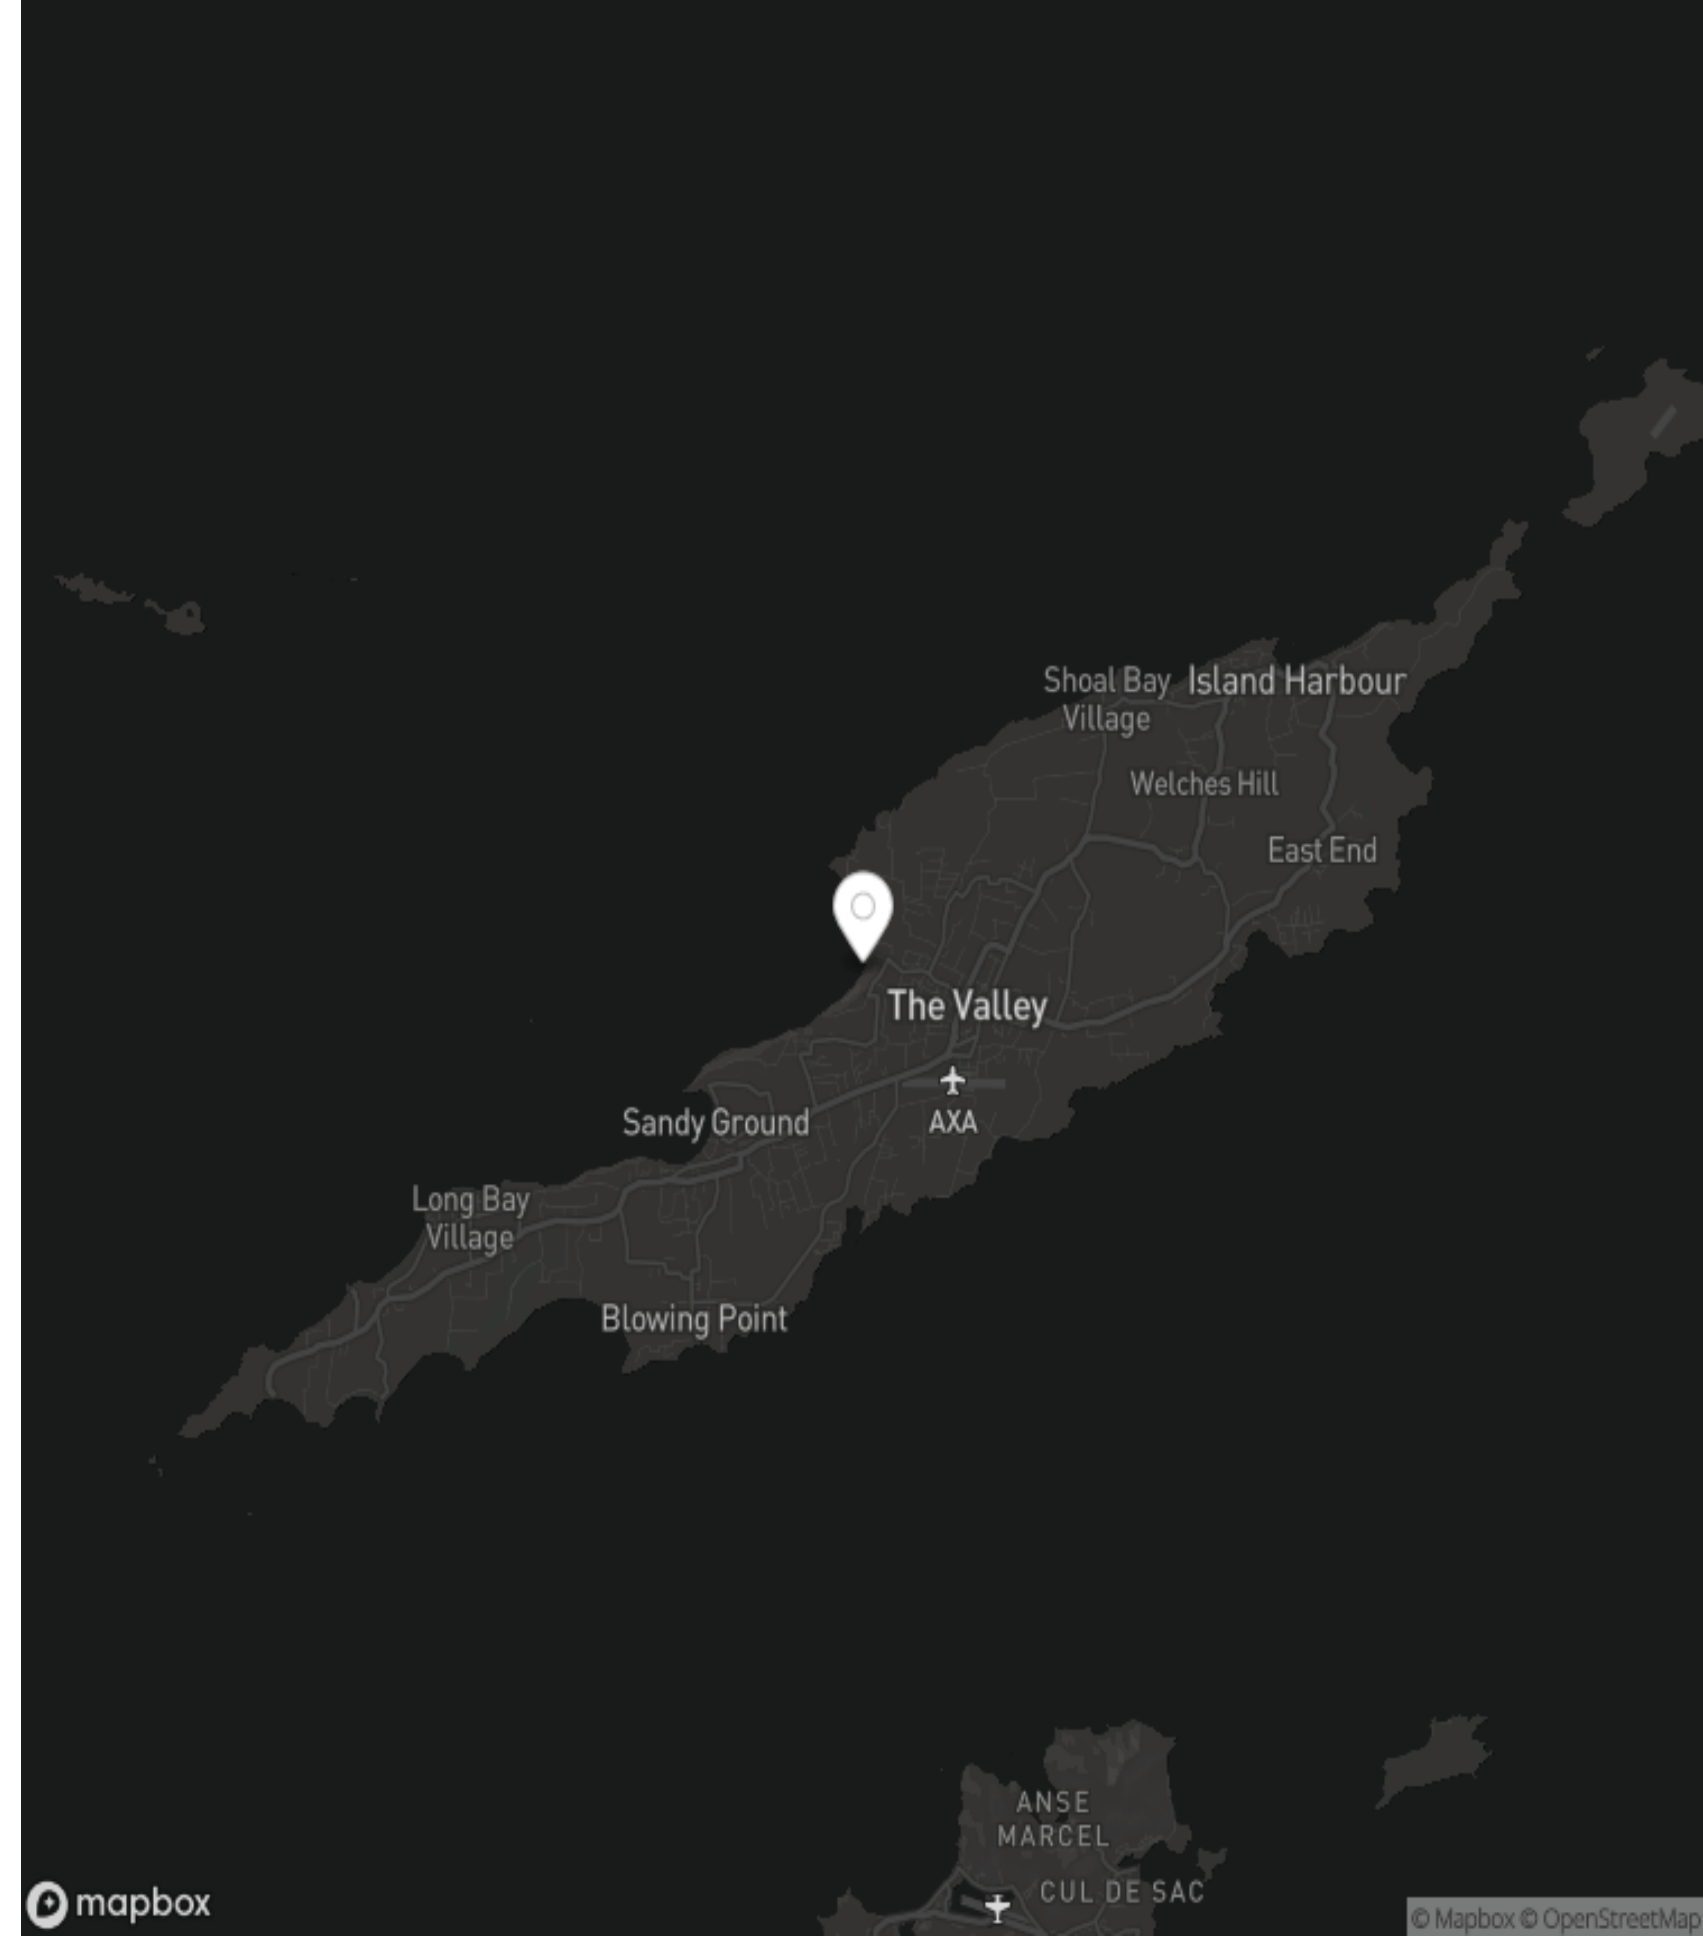 Shoal Bay
Village
Island Harbour
Welches Hill
East End
The Valley
AXA
Sandy Ground
Long Bay
Village
Blowing Point
ANSE
MARCEL
CUL DE SAC
mapbox
© Mapbox © OpenStreetMap